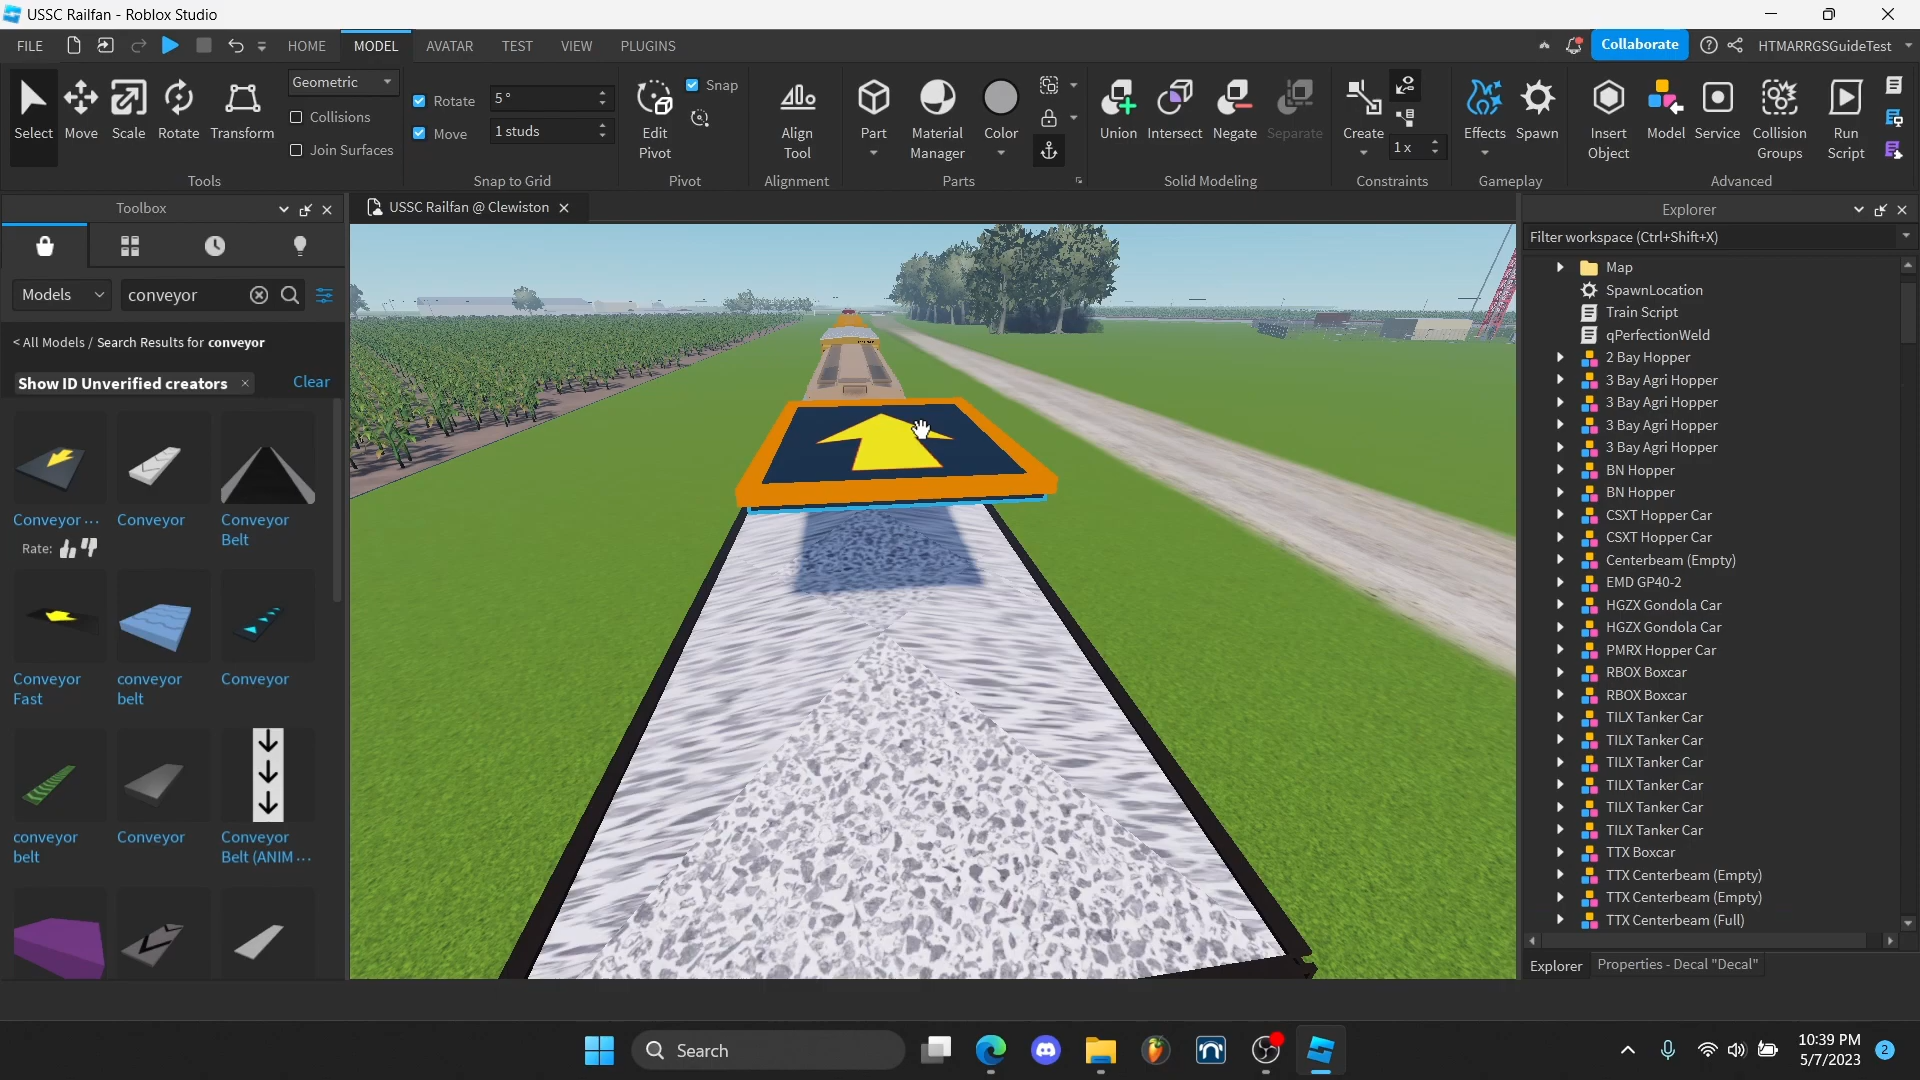 USSC Railfan - Roblox Studio
FILE
HOME
MODEL
AVATAR
TEST
VIEW
PLUGINS
Collaborate
HTMARRGSGuideTest
Select
Move
Scale
Rotate
Transform
Geometric
Collisions
Join Surfaces
Tools
Rotate
5 °
Move
1 studs
Snap to Grid
Edit
Pivot
Snap
Pivot
Align
Tool
Alignment
Part
Material
Manager
Color
Parts
Union
Intersect
Negate
Separate
Solid Modeling
Create
1 x
Constraints
Effects
Spawn
Gameplay
Insert
Object
Model
Service
Collision
Groups
Run
Script
Advanced
Toolbox
Models
conveyor
< All Models / Search Results for conveyor
Show ID Unverified creators
Clear
Conveyor ...
Rate:
Conveyor
Conveyor
Belt
Conveyor
Fast
conveyor
belt
Conveyor
conveyor
belt
Conveyor
Conveyor
Belt (ANIM ...
USSC Railfan @ Clewiston
Explorer
Filter workspace (Ctrl+Shift+X)
Map
SpawnLocation
Train Script
qPerfectionWeld
2 Bay Hopper
3 Bay Agri Hopper
3 Bay Agri Hopper
3 Bay Agri Hopper
3 Bay Agri Hopper
BN Hopper
BN Hopper
CSXT Hopper Car
CSXT Hopper Car
Centerbeam (Empty)
EMD GP40-2
HGZX Gondola Car
HGZX Gondola Car
PMRX Hopper Car
RBOX Boxcar
RBOX Boxcar
TILX Tanker Car
TILX Tanker Car
TILX Tanker Car
TILX Tanker Car
TILX Tanker Car
TILX Tanker Car
TTX Boxcar
TTX Centerbeam (Empty)
TTX Centerbeam (Empty)
TTX Centerbeam (Full)
Explorer
Properties - Decal "Decal"
Search
10:39 PM
5/7/2023
2